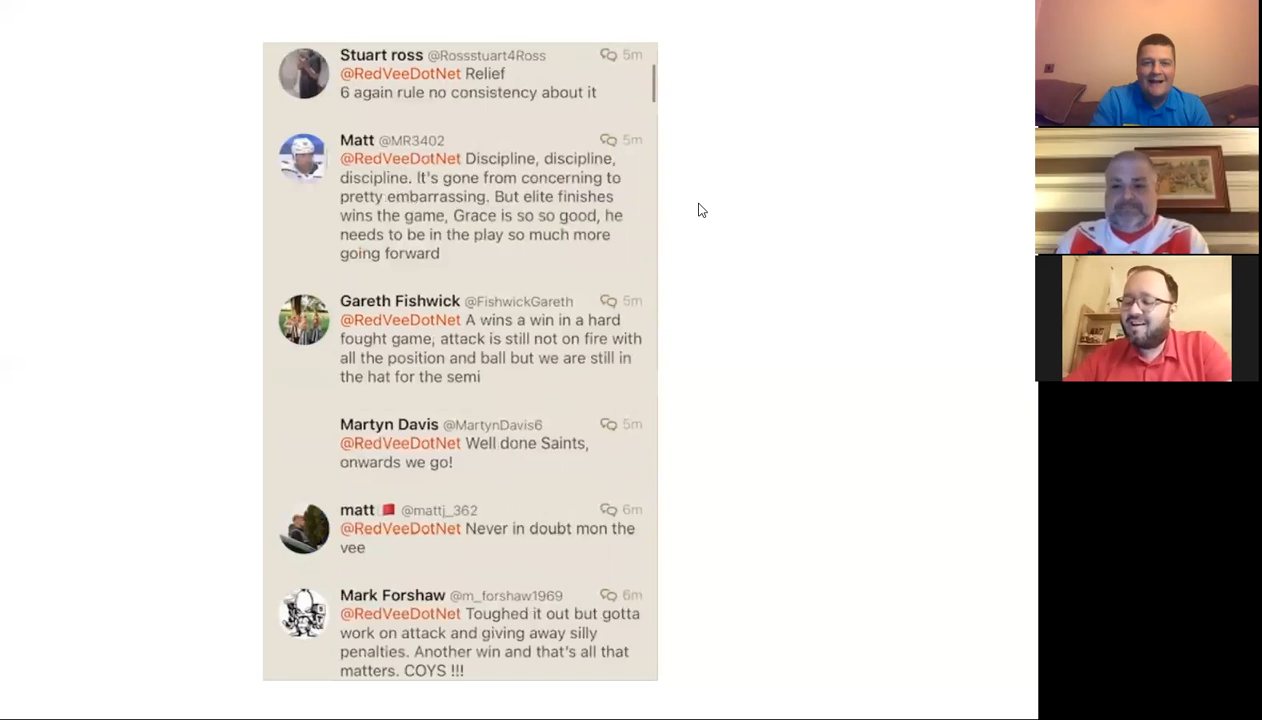 Stuart ross @Rossstuart4Ross 5m
@RedVeeDotNet Relief
6 again rule no consistency about it
Matt @MR3402 5m
@RedVeeDotNet Discipline, discipline,
discipline. It's gone from concerning to
pretty embarrassing. But elite finishes
wins the game, Grace is so so good, he
needs to be in the play so much more
going forward
Gareth Fishwick @FishwickGareth 5m
@RedVeeDotNet A wins a win in a hard
fought game, attack is still not on fire with
all the position and ball but we are still in
the hat for the semi
Martyn Davis @MartynDavis6 5m
@RedVeeDotNet Well done Saints,
onwards we go!
matt @mattj_362 6m
@RedVeeDotNet Never in doubt mon the
vee
Mark Forshaw @m_forshaw1969 6m
@RedVeeDotNet Toughed it out but gotta
work on attack and giving away silly
penalties. Another win and that's all that
matters. COYS !!!